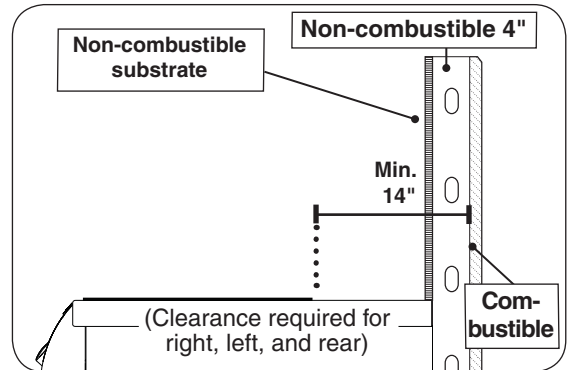 Non-combustible 4"
Non-combustible
substrate
Min.
14"
Com-
bustible
(Clearance required for
right, left, and rear)